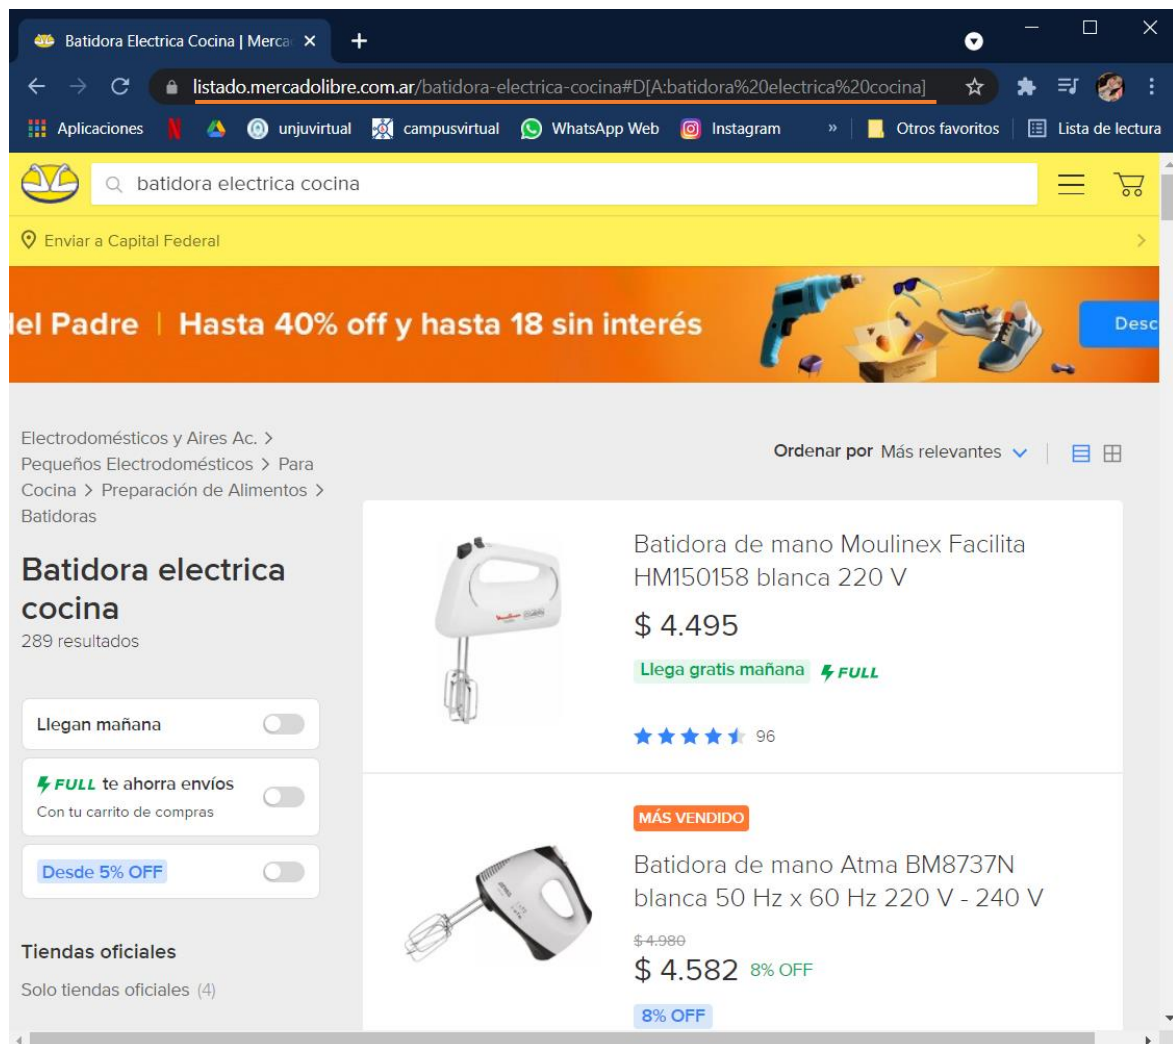 Batidora Electrica Cocina | Merca
listado.mercadolibre.com.ar/batidora-electrica-cocina#D[A:batidora%20electrica%20cocina]
Aplicaciones unjuvirtual campusvirtual WhatsApp Web Instagram » Otros favoritos Lista de lectura
batidora electrica cocina
Enviar a Capital Federal
del Padre | Hasta 40% off y hasta 18 sin interés Desc
Electrodomésticos y Aires Ac. >
Pequeños Electrodomésticos > Para
Cocina > Preparación de Alimentos >
Batidoras
Batidora electrica
cocina
289 resultados
Llegan mañana
FULL te ahorra envíos
Con tu carrito de compras
Desde 5% OFF
Tiendas oficiales
Solo tiendas oficiales (4)
Ordenar por Más relevantes
Batidora de mano Moulinex Facilita
HM150158 blanca 220 V
$ 4.495
Llega gratis mañana FULL
96
MÁS VENDIDO
Batidora de mano Atma BM8737N
blanca 50 Hz x 60 Hz 220 V - 240 V
$ 4.980
$ 4.582 8% OFF
8% OFF